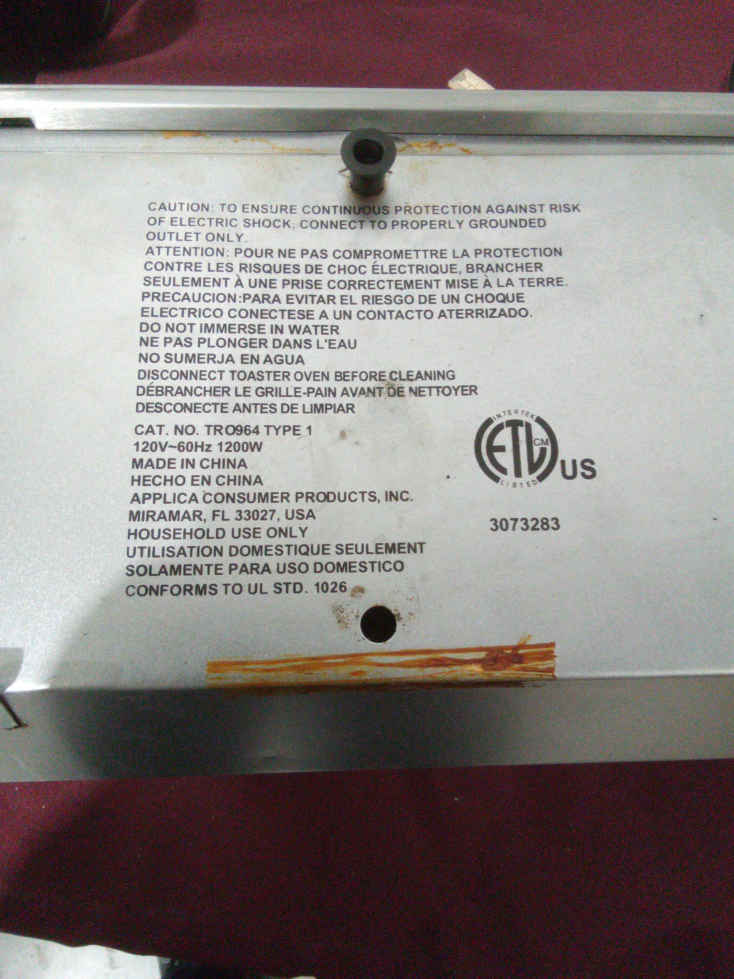 CAUTION: TO ENSURE CONTINUOUS PROTECTION AGAINST RISK
OF ELECTRIC SHOCK, CONNECT TO PROPERLY GROUNDED
OUTLET ONLY.
ATTENTION: POUR NE PAS COMPROMETTRE LA PROTECTION
CONTRE LES RISQUES DE CHOC ÉLECTRIQUE, BRANCHER
SEULEMENT À UNE PRISE CORRECTEMENT MISE À LA TERRE.
PRECAUCION:PARA EVITAR EL RIESGO DE UN CHOQUE
ELECTRICO CONECTESE A UN CONTACTO ATERRIZADO.
DO NOT IMMERSE IN WATER
NE PAS PLONGER DANS L'EAU
NO SUMERJA EN AGUA
DISCONNECT TOASTER OVEN BEFORE CLEANING
DÉBRANCHER LE GRILLE-PAIN AVANT DE NETTOYER
DESCONECTE ANTES DE LIMPIAR
CAT. NO. TRO964 TYPE 1
120V~60Hz 1200W
MADE IN CHINA
HECHO EN CHINA
APPLICA CONSUMER PRODUCTS, INC.
MIRAMAR, FL 33027, USA
HOUSEHOLD USE ONLY
UTILISATION DOMESTIQUE SEULEMENT
SOLAMENTE PARA USO DOMESTICO
CONFORMS TO UL STD. 1026
INTERTEK
ETL CM
LISTED
US
3073283